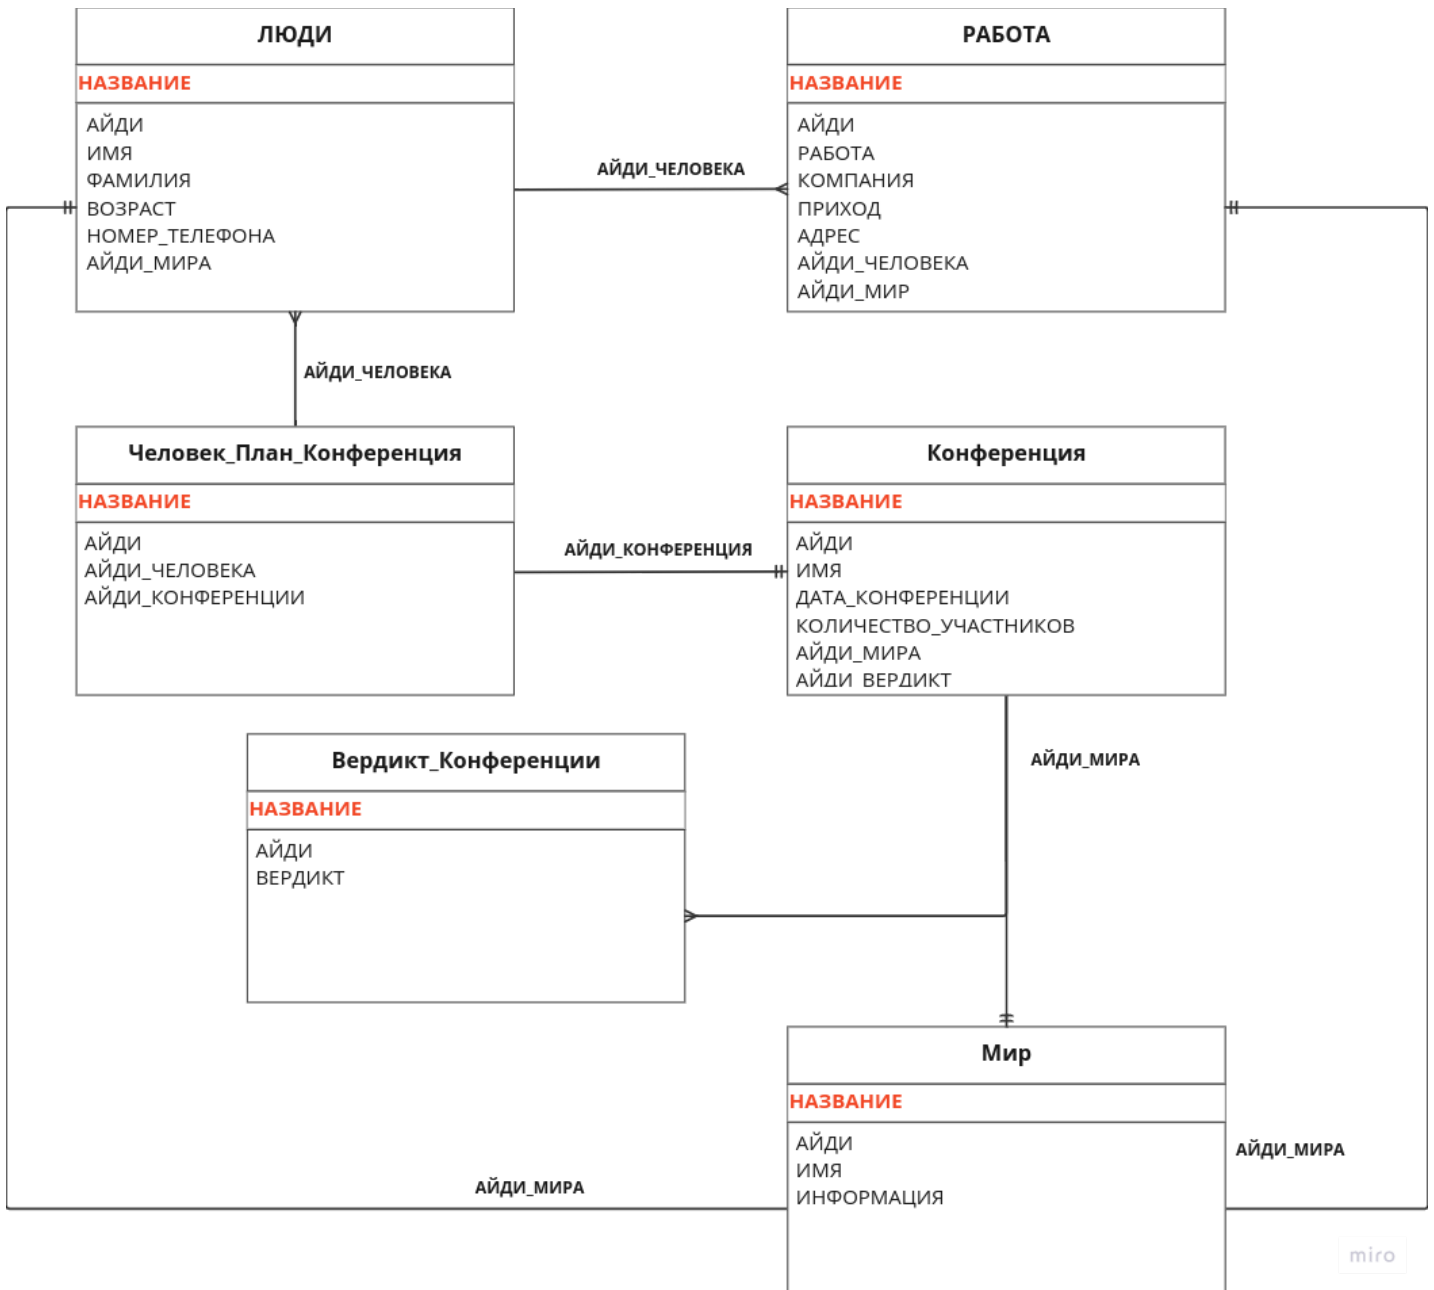 ЛЮДИ
НАЗВАНИЕ
АЙДИ
ИМЯ
ФАМИЛИЯ
ВОЗРАСТ
НОМЕР_ТЕЛЕФОНА
АЙДИ_МИРА
АЙДИ_ЧЕЛОВЕКА
РАБОТА
НАЗВАНИЕ
АЙДИ
РАБОТА
КОМПАНИЯ
ПРИХОД
АДРЕС
АЙДИ_ЧЕЛОВЕКА
АЙДИ_МИР
АЙДИ_ЧЕЛОВЕКА
Человек_План_Конференция
НАЗВАНИЕ
АЙДИ
АЙДИ_ЧЕЛОВЕКА
АЙДИ_КОНФЕРЕНЦИИ
АЙДИ_КОНФЕРЕНЦИЯ
Конференция
НАЗВАНИЕ
АЙДИ
ИМЯ
ДАТА_КОНФЕРЕНЦИИ
КОЛИЧЕСТВО_УЧАСТНИКОВ
АЙДИ_МИРА
АЙДИ_ВЕРДИКТ
Вердикт_Конференции
НАЗВАНИЕ
АЙДИ
ВЕРДИКТ
АЙДИ_МИРА
Мир
НАЗВАНИЕ
АЙДИ
ИМЯ
ИНФОРМАЦИЯ
АЙДИ_МИРА
АЙДИ_МИРА
miro